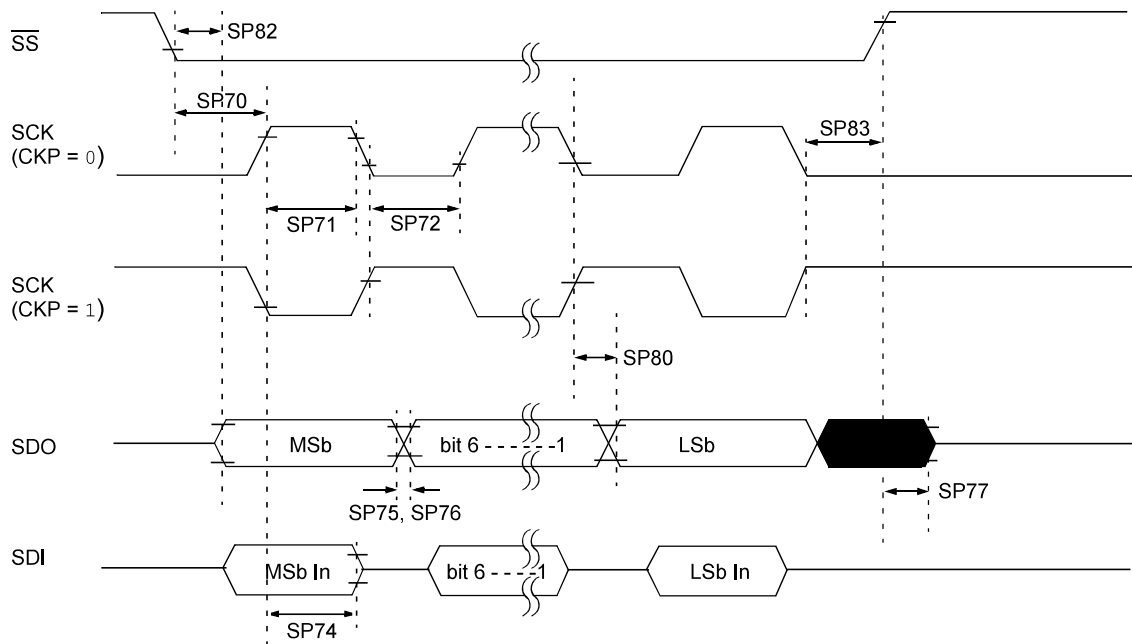 SS
SP82
SP70
SCK
(CKP = 0)
SP83
SP71
SP72
SCK
(CKP = 1)
SP80
SDO
MSb
bit 6 - - - - - -1
LSb
SP75, SP76
SP77
SDI
MSb In
bit 6 - - - - -1
LSb In
SP74